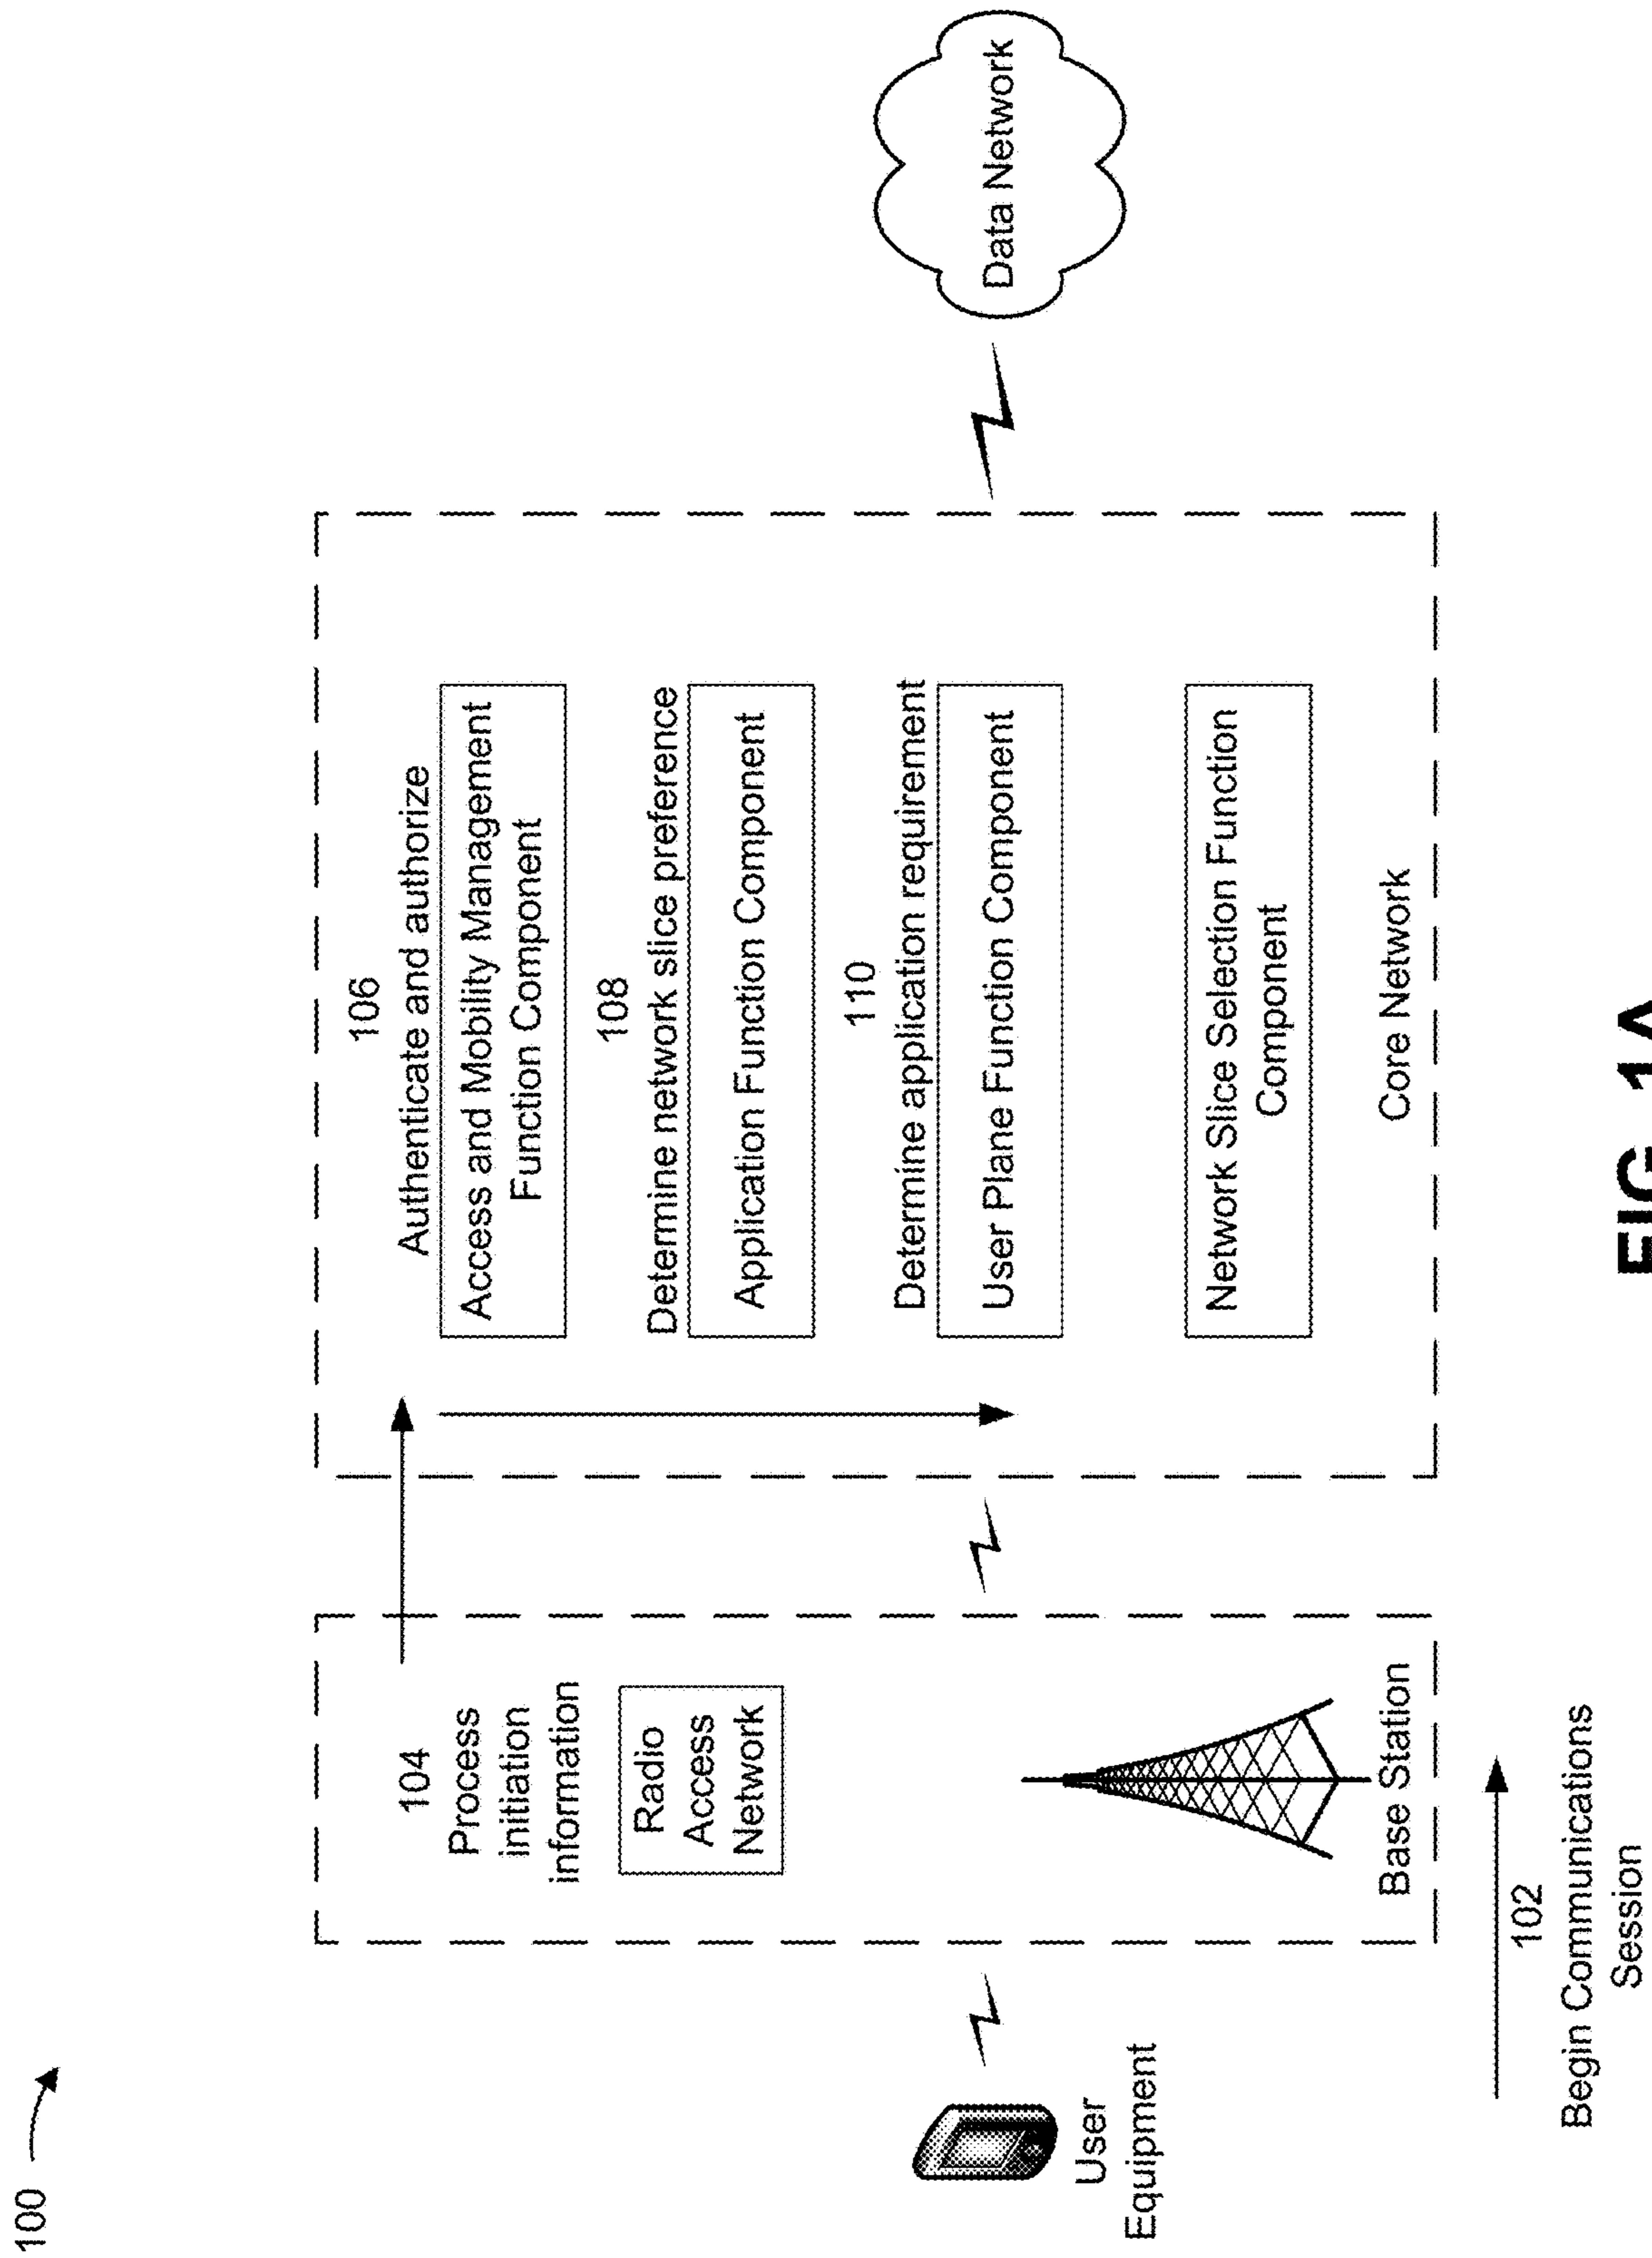 100
104
Process
initiation
information
Radio
Access
Network
Base Station
User
Equipment
102
Begin Communications
Session
106
Authenticate and authorize
Access and Mobility Management
Function Component
108
Determine network slice preference
Application Function Component
110
Determine application requirement
User Plane Function Component
Network Slice Selection Function
Component
Core Network
Data Network
FIG. 1A